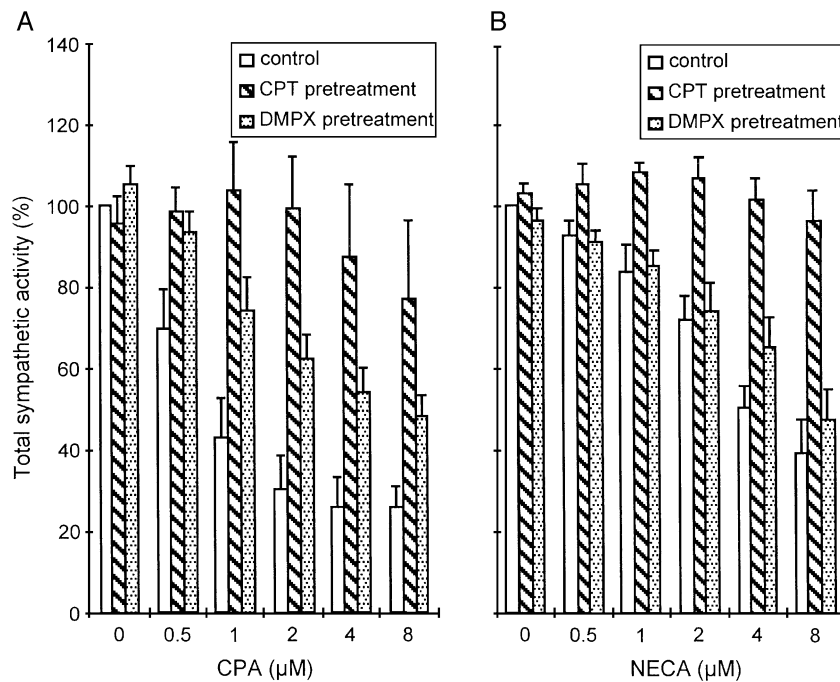 A
B
140
120
100
80
60
40
20
0
Total sympathetic activity (%)
control
CPT pretreatment
DMPX pretreatment
control
CPT pretreatment
DMPX pretreatment
0 0.5 1 2 4 8
CPA (µM)
0 0.5 1 2 4 8
NECA (µM)